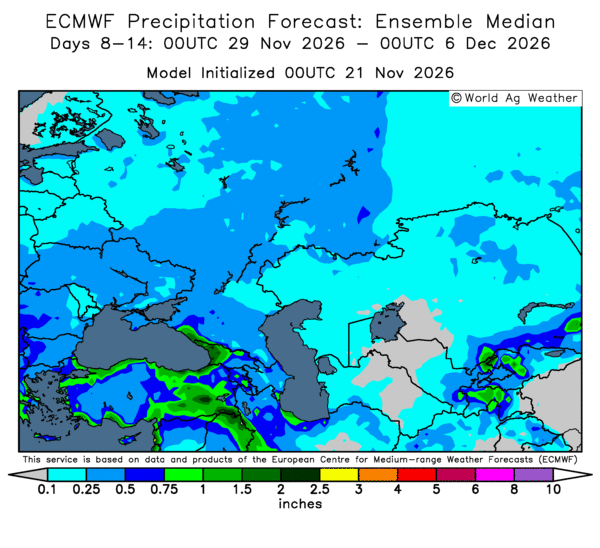 ECMWF Precipitation Forecast: Ensemble Median
Days 8-14: 00UTC 29 Nov 2026 - 00UTC 6 Dec 2026
Model Initialized 00UTC 21 Nov 2026
©World Ag Weather
This service is based on data and products of the European Centre for Medium-range Weather Forecasts (ECMWF)
0.1 0.25 0.5 0.75 1 1.5 2 2.5 3 4 5 6 8 10
inches